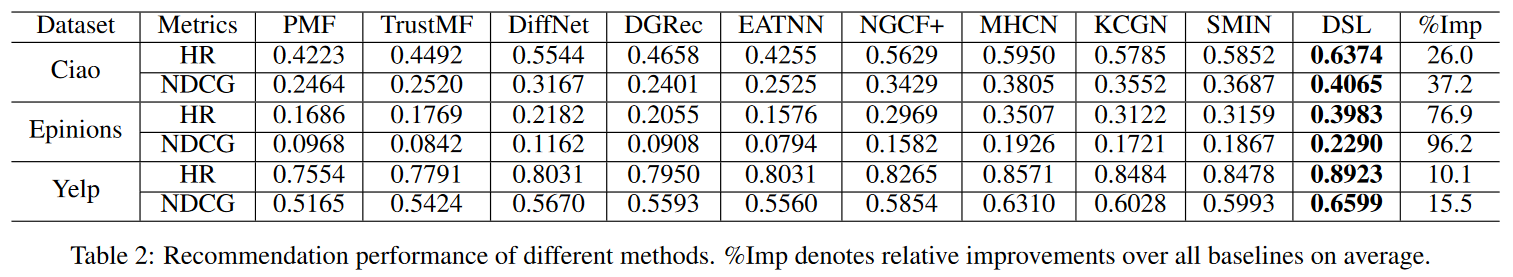 Dataset Metrics PMF TrustMF DiffNet DGRec EATNN NGCF+ MHCN KCGN SMIN DSL %Imp
Ciao HR 0.4223 0.4492 0.5544 0.4658 0.4255 0.5629 0.5950 0.5785 0.5852 0.6374 26.0
NDCG 0.2464 0.2520 0.3167 0.2401 0.2525 0.3429 0.3805 0.3552 0.3687 0.4065 37.2
Epinions HR 0.1686 0.1769 0.2182 0.2055 0.1576 0.2969 0.3507 0.3122 0.3159 0.3983 76.9
NDCG 0.0968 0.0842 0.1162 0.0908 0.0794 0.1582 0.1926 0.1721 0.1867 0.2290 96.2
Yelp HR 0.7554 0.7791 0.8031 0.7950 0.8031 0.8265 0.8571 0.8484 0.8478 0.8923 10.1
NDCG 0.5165 0.5424 0.5670 0.5593 0.5560 0.5854 0.6310 0.6028 0.5993 0.6599 15.5
Table 2: Recommendation performance of different methods. %Imp denotes relative improvements over all baselines on average.